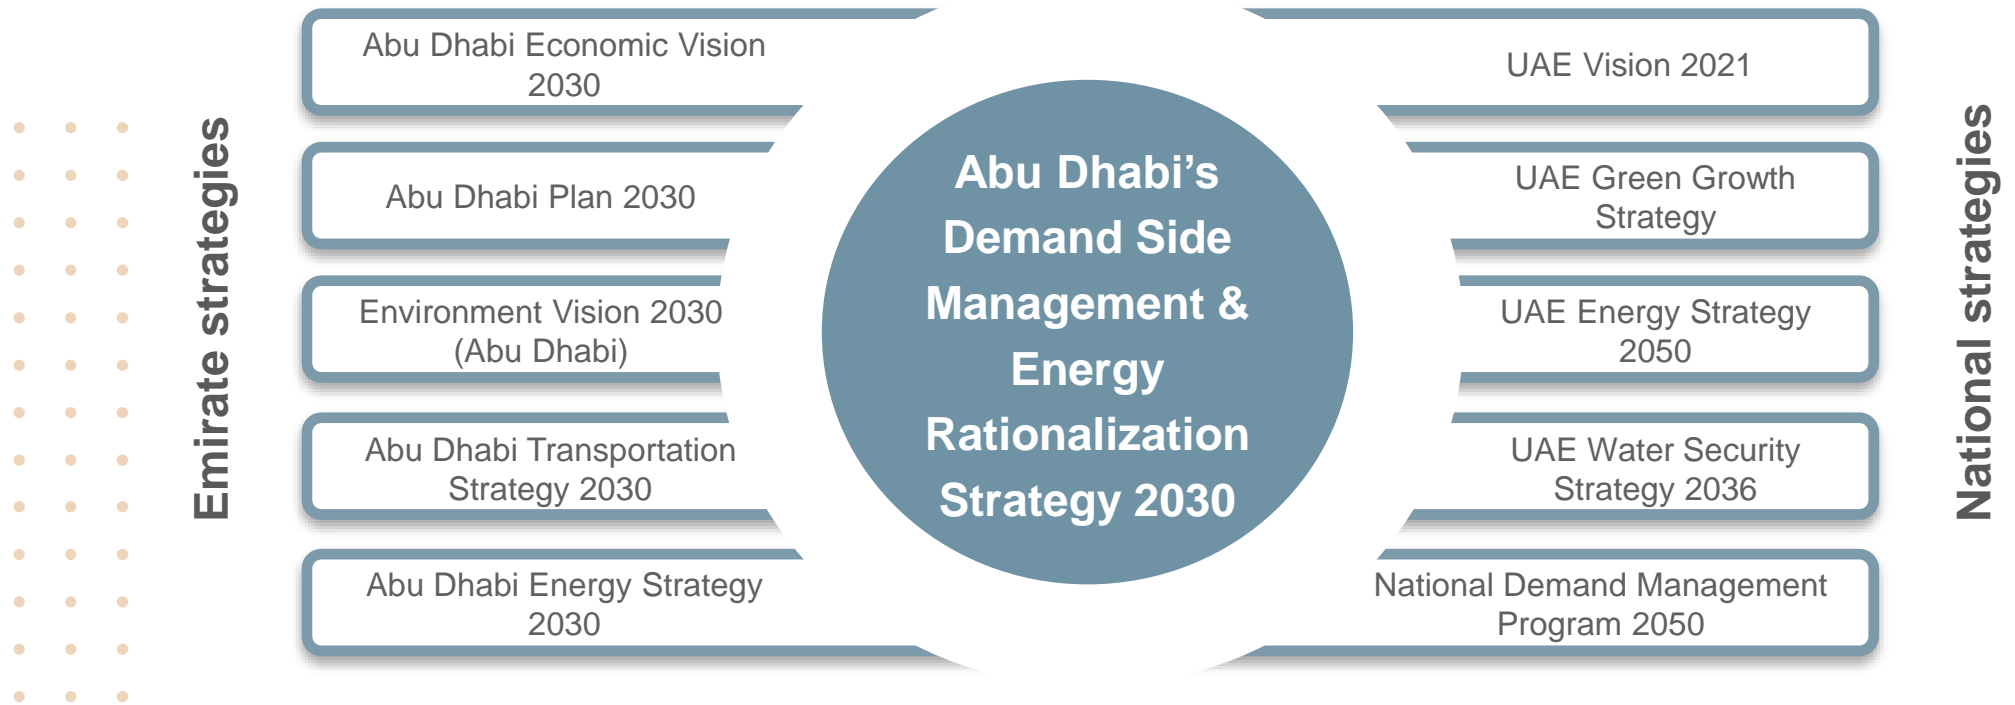 Emirate strategies
Abu Dhabi Economic Vision
2030
Abu Dhabi Plan 2030
Environment Vision 2030
(Abu Dhabi)
Abu Dhabi Transportation
Strategy 2030
Abu Dhabi Energy Strategy
2030
Abu Dhabi’s
Demand Side
Management &
Energy
Rationalization
Strategy 2030
UAE Vision 2021
UAE Green Growth
Strategy
UAE Energy Strategy
2050
UAE Water Security
Strategy 2036
National Demand Management
Program 2050
National strategies